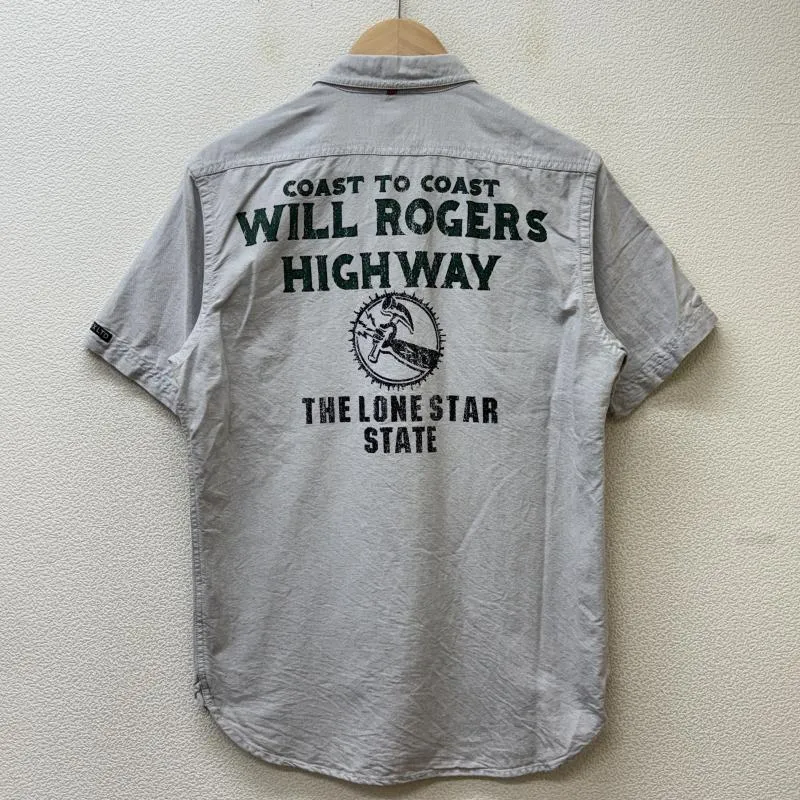 COAST TO COAST
WILL ROGERS
HIGHWAY
THE LONE STAR
STATE